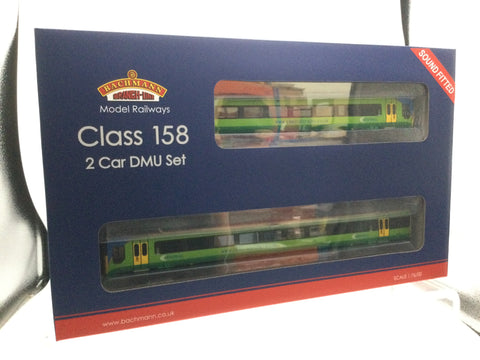 BACHMANN
BRANCH-LINE
Model Railways
SOUND FITTED
Class 158
2 Car DMU Set
www.bachmann.co.uk
SCALE 1:76/00